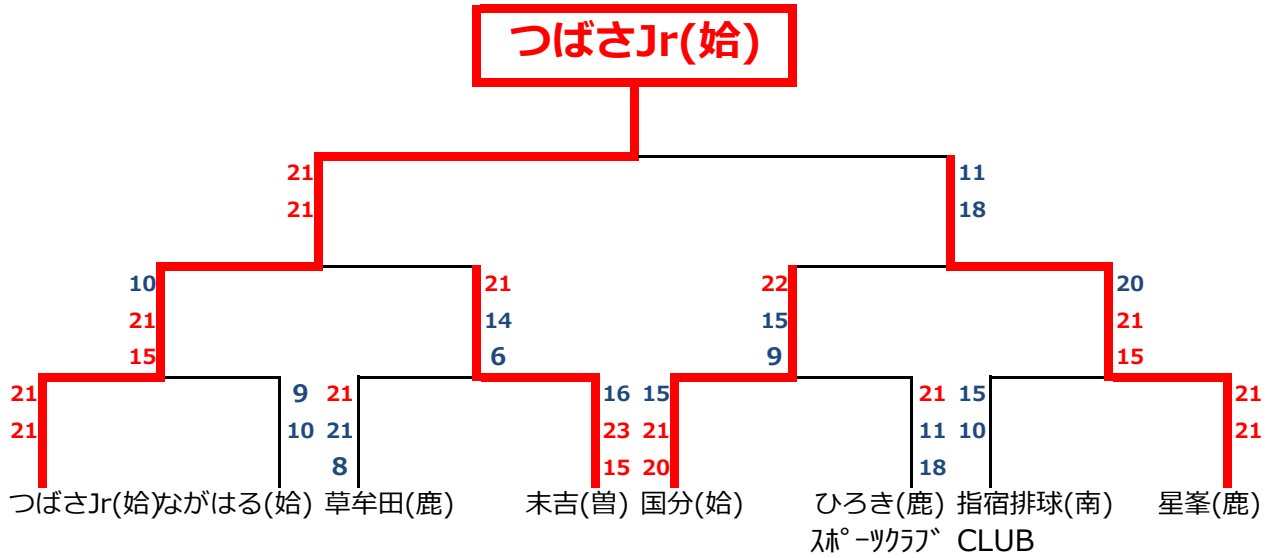 つばさJr(姶)
21 11
21 18
10 21 22 20
21 14 15 21
15 6 9 15
21 9 21 16 15 21 15 21
21 10 21 23 21 11 10 21
8 15 20 18
つばさJr(姶) ながはる(姶) 草牟田(鹿) 末吉(曽) 国分(姶) ひろき(鹿) 指宿排球(南) 星峯(鹿)
ｽﾎﾟｰﾂｸﾗﾌﾞ CLUB